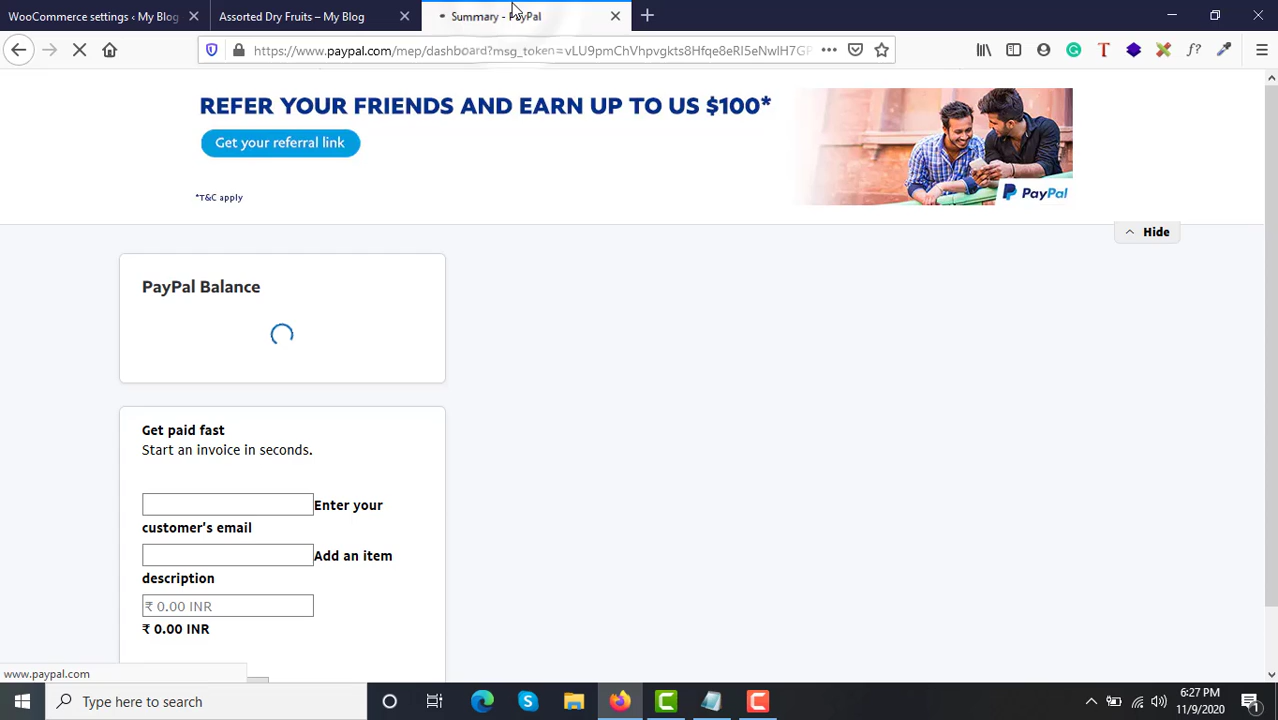 WooCommerce settings ‹ My Blog
Assorted Dry Fruits – My Blog
Summary - PayPal
https://www.paypal.com/mep/dashboard?msg_token=vLU9pmChVhpvgkts8Hfqe8eRI5eNwIH7GP
REFER YOUR FRIENDS AND EARN UP TO US $100*
Get your referral link
*T&C apply
PayPal
Hide
PayPal Balance
Get paid fast
Start an invoice in seconds.
Enter your
customer's email
Add an item
description
₹ 0.00 INR
₹ 0.00 INR
www.paypal.com
Type here to search
6:27 PM
11/9/2020